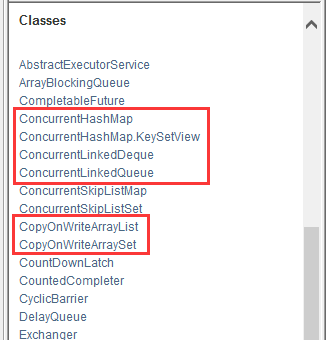 Classes
AbstractExecutorService
ArrayBlockingQueue
CompletableFuture
ConcurrentHashMap
ConcurrentHashMap.KeySetView
ConcurrentLinkedDeque
ConcurrentLinkedQueue
ConcurrentSkipListMap
ConcurrentSkipListSet
CopyOnWriteArrayList
CopyOnWriteArraySet
CountDownLatch
CountedCompleter
CyclicBarrier
DelayQueue
Exchanger